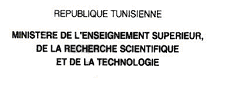 REPUBLIQUE TUNISIENNE
MINISTERE DE L'ENSEIGNEMENT SUPERIEUR,
DE LA RECHERCHE SCIENTIFIQUE
ET DE LA TECHNOLOGIE